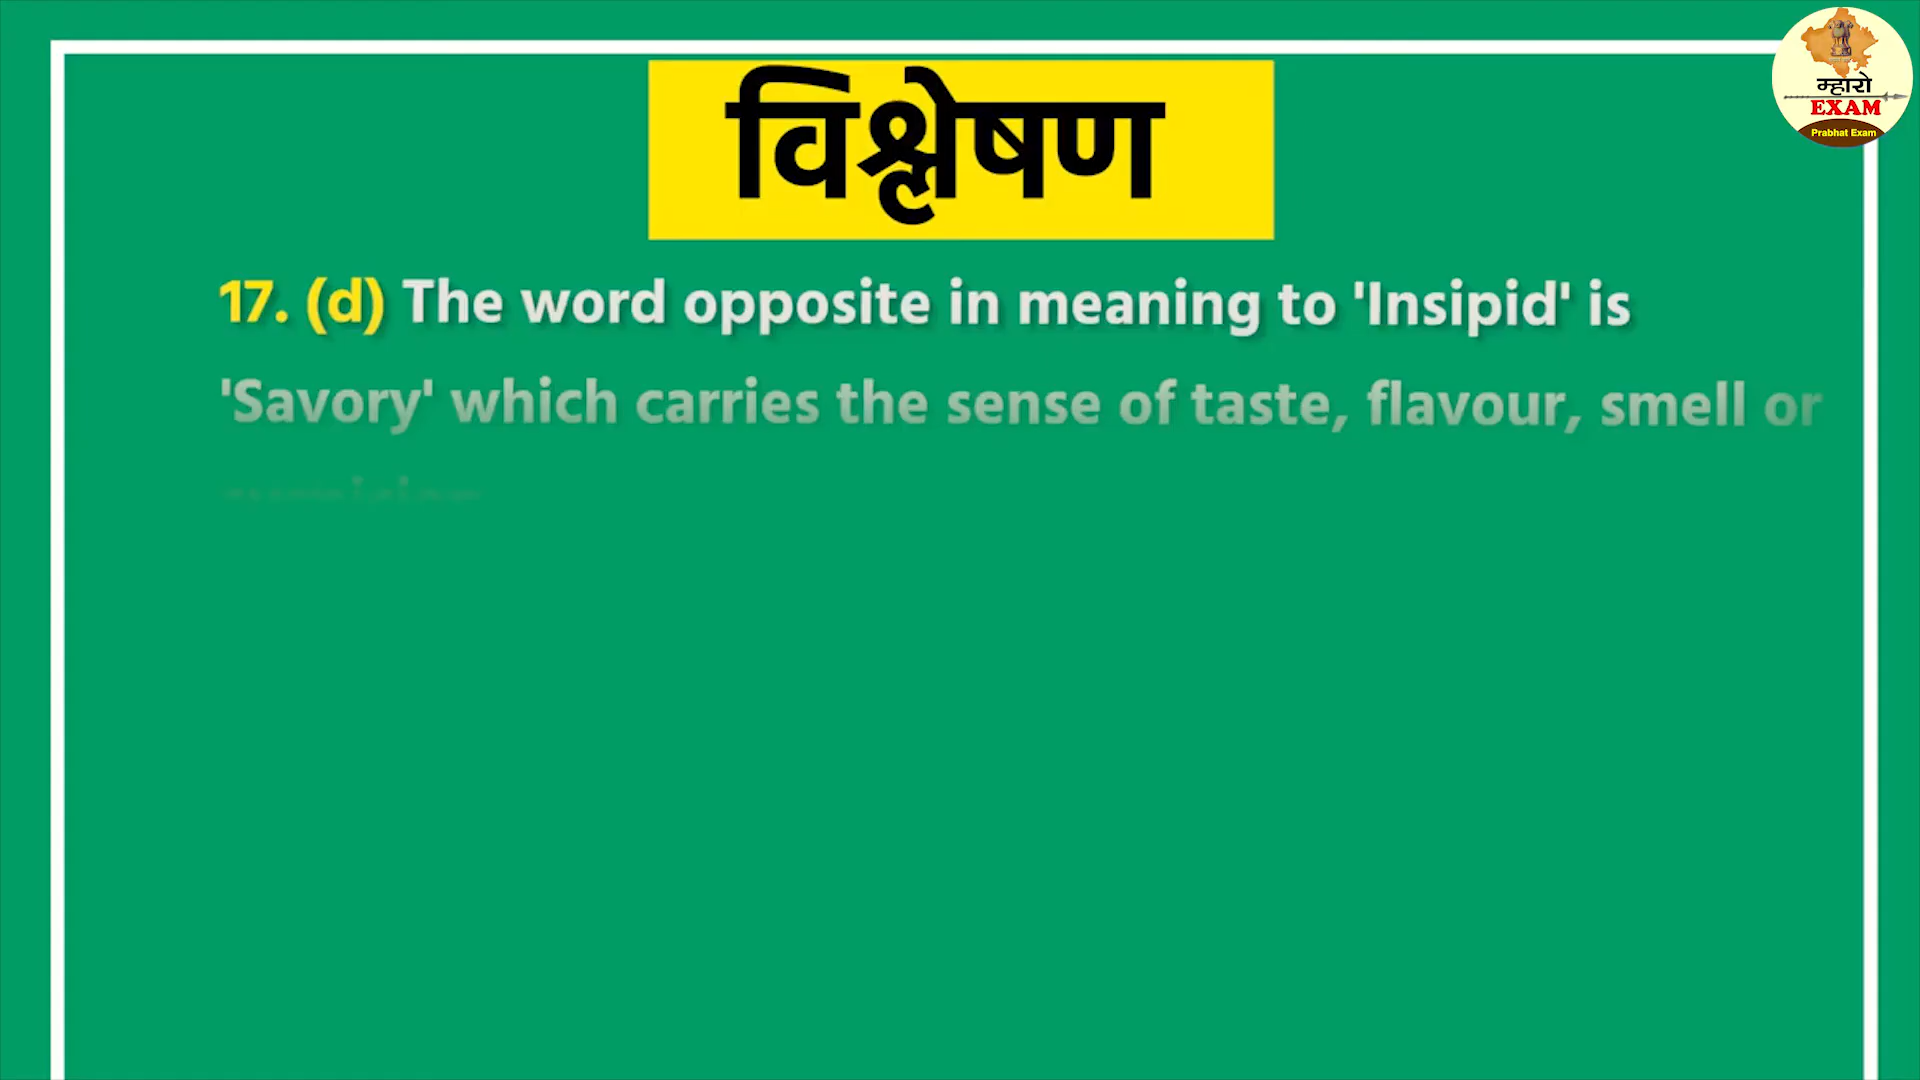 विश्लेषण
म्हारो
EXAM
Prabhat Exam
17. (d) The word opposite in meaning to 'Insipid' is
'Savory' which carries the sense of taste, flavour, smell or